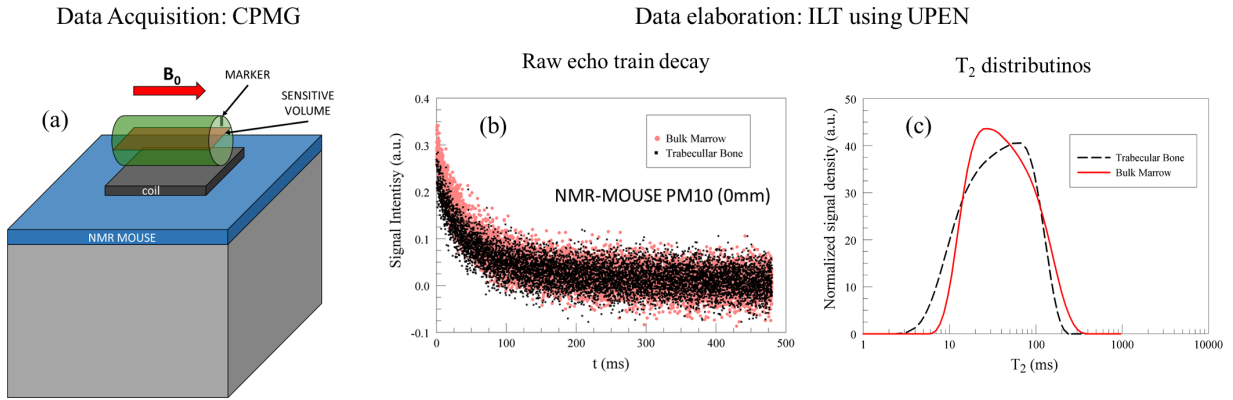 Data Acquisition: CPMG
Data elaboration: ILT using UPEN
B0
MARKER
SENSITIVE
VOLUME
(a)
coil
NMR MOUSE
Raw echo train decay
0.4
0.3
0.2
0.1
0.0
-0.1
Signal Intentisy (a.u.)
(b)
Bulk Marrow
Trabecullar Bone
NMR-MOUSE PM10 (0mm)
0
100
200
300
400
500
t (ms)
T2 distributinos
50
40
30
20
10
0
Normalized signal density (a.u.)
(c)
Trabecular Bone
Bulk Marrow
1
10
100
1000
10000
T2 (ms)